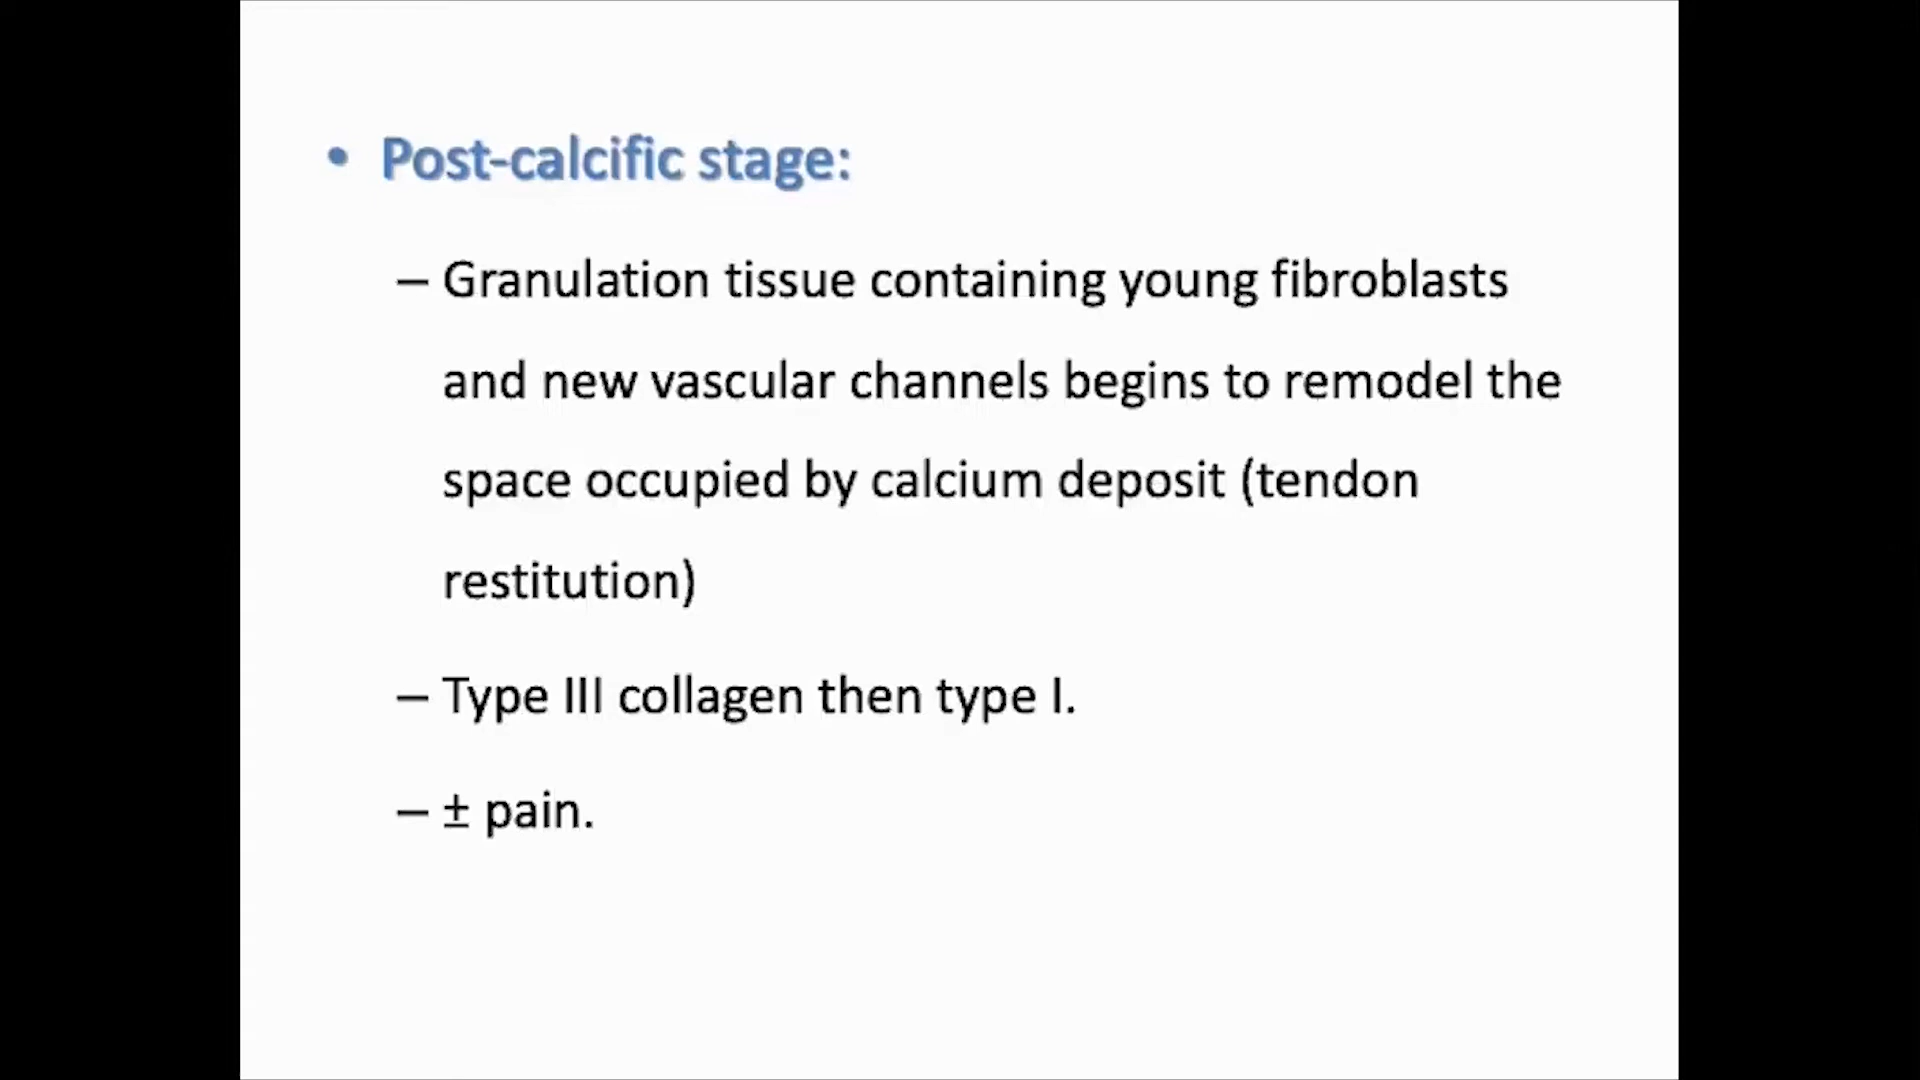 • Post-calcific stage:
– Granulation tissue containing young fibroblasts
and new vascular channels begins to remodel the
space occupied by calcium deposit (tendon
restitution)
– Type III collagen then type I.
– ± pain.